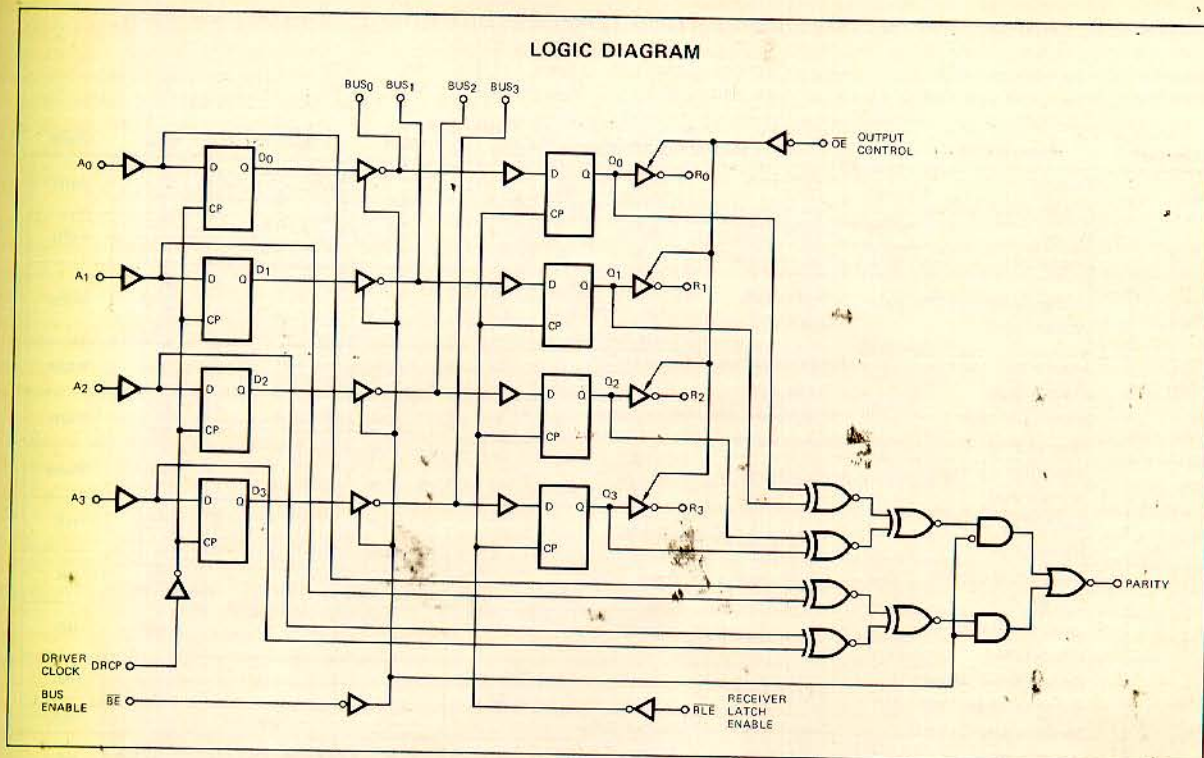 LOGIC DIAGRAM
BUS0 BUS1 BUS2 BUS3
A0 D Q D0 D Q Q0 R0 OE OUTPUT
CONTROL
CP CP
A1 D Q D1 D Q Q1 R1
CP CP
A2 D Q D2 D Q Q2 R2
CP CP
A3 D Q D3 D Q Q3 R3
CP CP
PARITY
DRIVER
CLOCK DRCP
BUS
ENABLE BE
RLE RECEIVER
LATCH
ENABLE